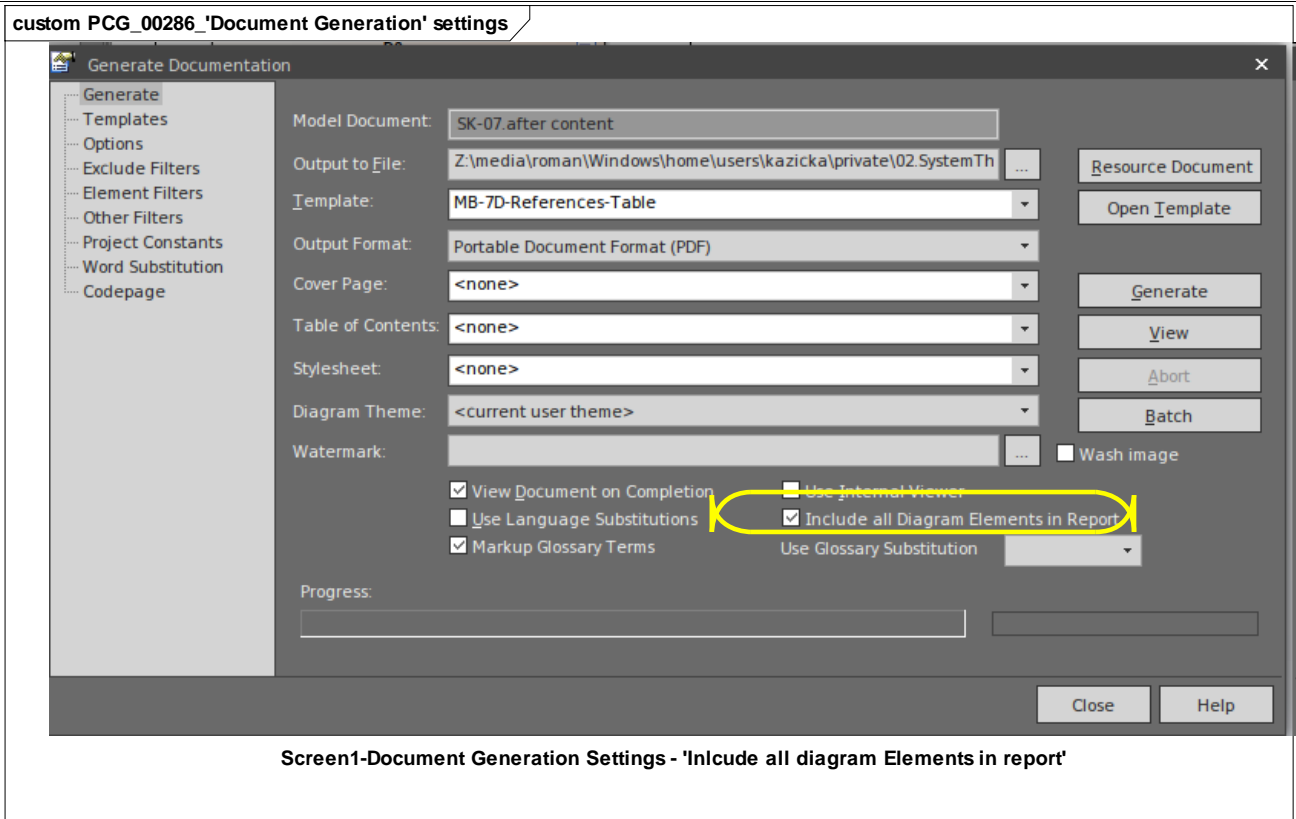 custom PCG_00286_'Document Generation' settings
Generate Documentation
Generate
Templates
Options
Exclude Filters
Element Filters
Other Filters
Project Constants
Word Substitution
Codepage
Model Document: SK-07.after content
Output to File: Z:\media\roman\Windows\home\users\kazicka\private\02.SystemTh ... Resource Document
Template: MB-7D-References-Table Open Template
Output Format: Portable Document Format (PDF)
Cover Page: <none> Generate
Table of Contents: <none> View
Stylesheet: <none> Abort
Diagram Theme: <current user theme> Batch
Watermark: ... Wash image
View Document on Completion Use Internal Viewer
Use Language Substitutions Include all Diagram Elements in Report
Markup Glossary Terms Use Glossary Substitution
Progress:
Close Help
Screen1-Document Generation Settings - 'Inlcude all diagram Elements in report'